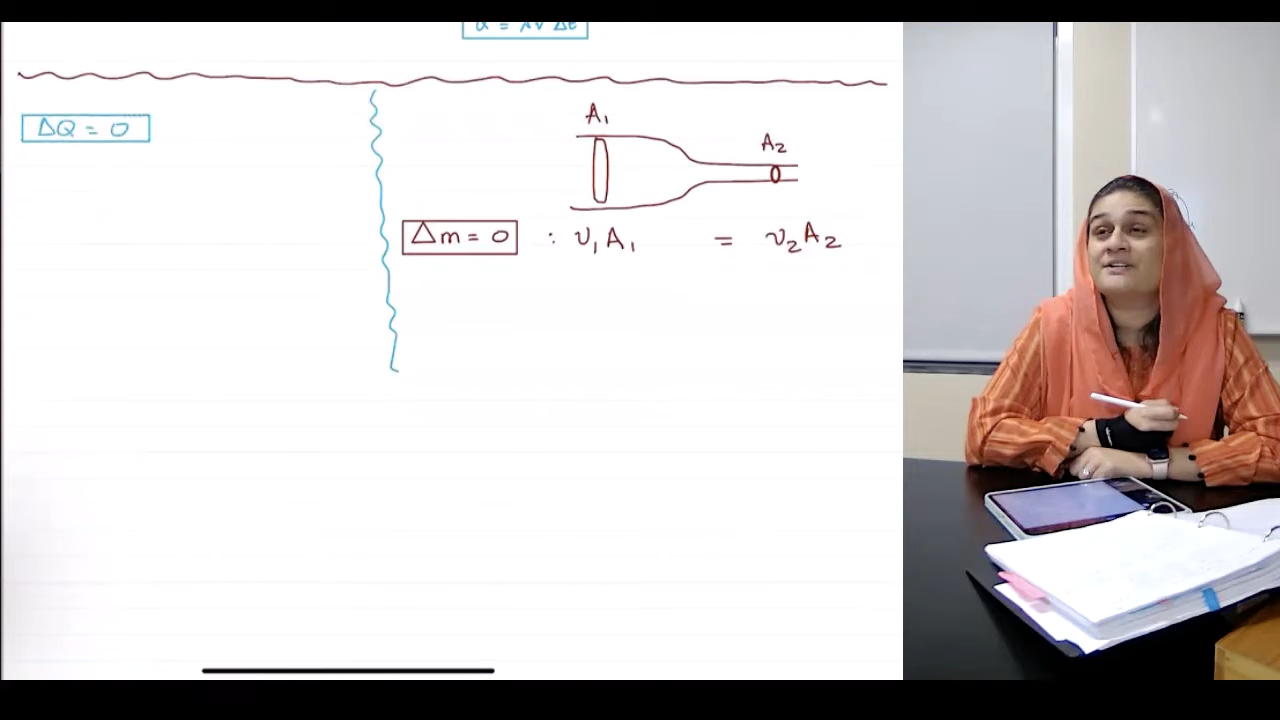 ΔQ = 0
A₁
A₂
Δm = 0 : v₁A₁ = v₂A₂